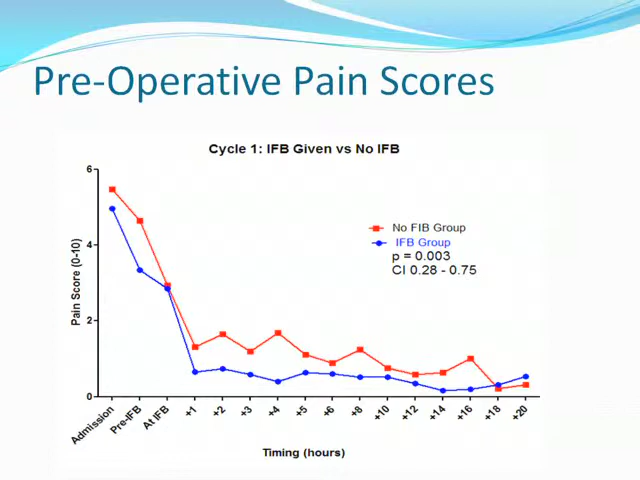 Pre-Operative Pain Scores
Cycle 1: IFB Given vs No IFB
6
4
2
0
Pain Score (0-10)
No FIB Group
IFB Group
p = 0.003
CI 0.28 - 0.75
Admission
Pre-IFB
At IFB
+1
+2
+3
+4
+5
+6
+8
+10
+12
+14
+16
+18
+20
Timing (hours)